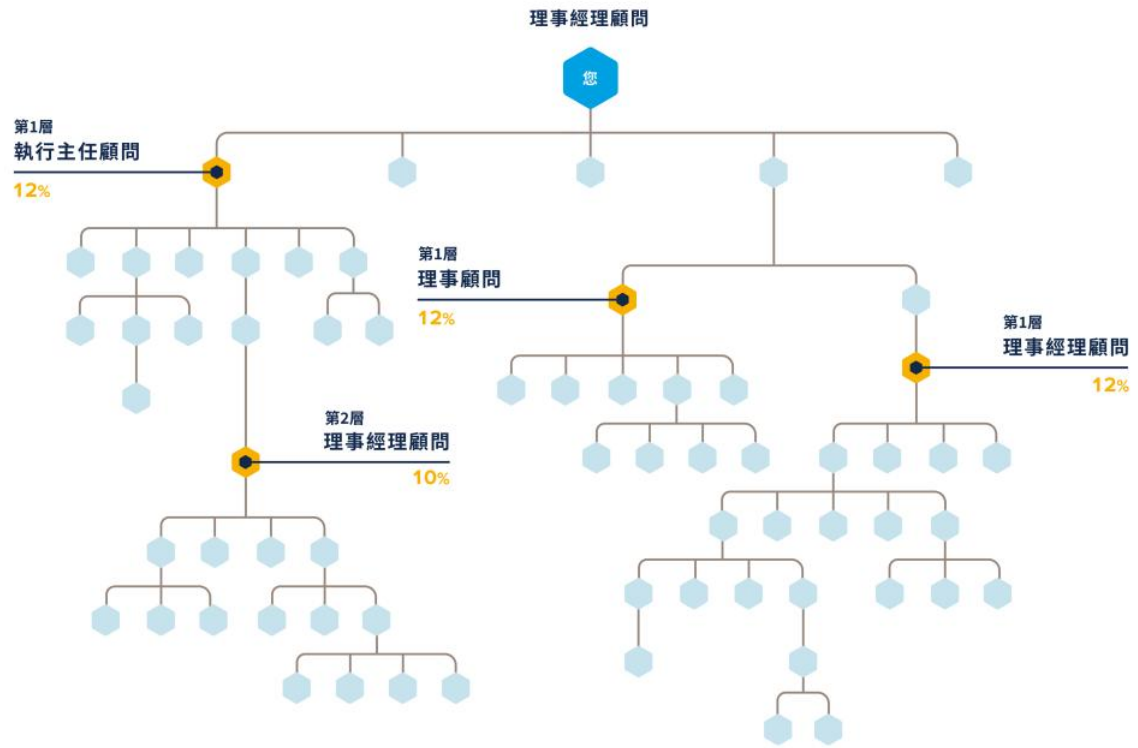 理事經理顧問
您
第1層
執行主任顧問
12%
第1層
理事顧問
12%
第1層
理事經理顧問
12%
第2層
理事經理顧問
10%